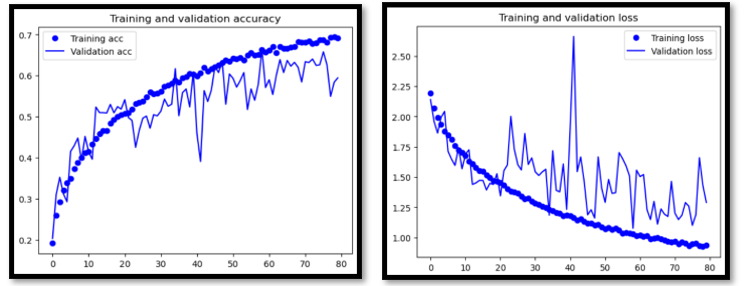 Training and validation accuracy
Training acc
Validation acc
0.7
0.6
0.5
0.4
0.3
0.2
0 10 20 30 40 50 60 70 80
Training and validation loss
Training loss
Validation loss
2.50
2.25
2.00
1.75
1.50
1.25
1.00
0 10 20 30 40 50 60 70 80